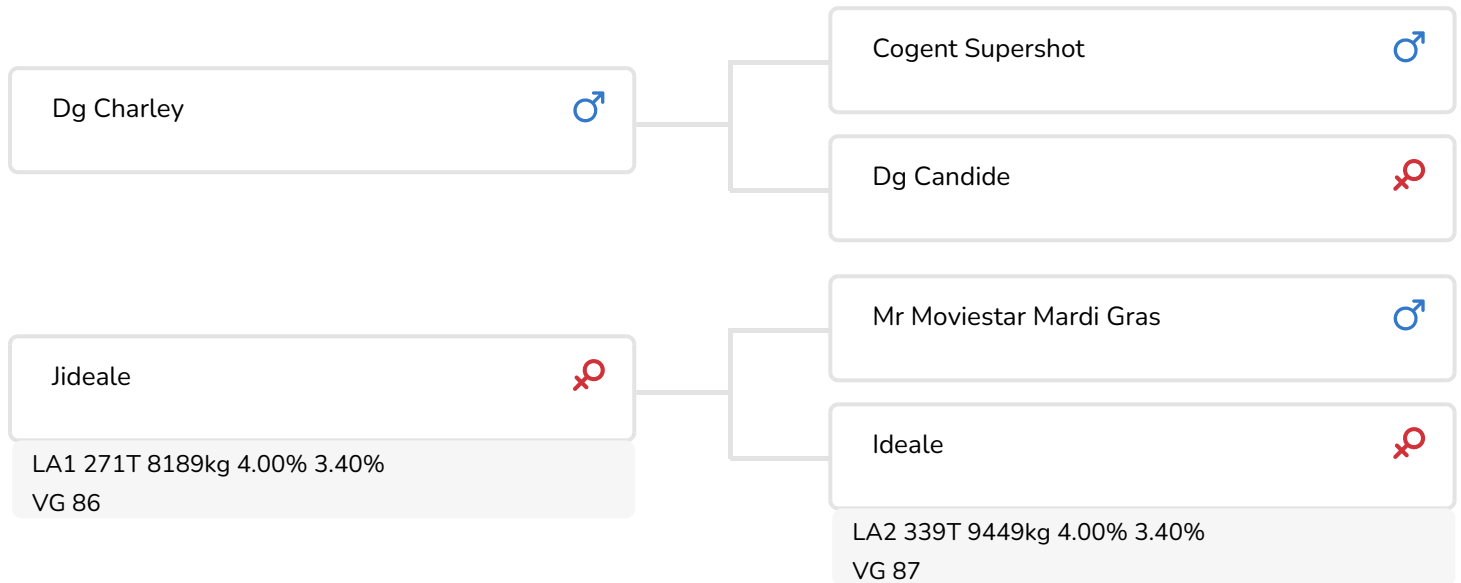 Cogent Supershot
Dg Charley
Dg Candide
Mr Moviestar Mardi Gras
Jideale
Ideale
LA1 271T 8189kg 4.00% 3.40%
VG 86
LA2 339T 9449kg 4.00% 3.40%
VG 87